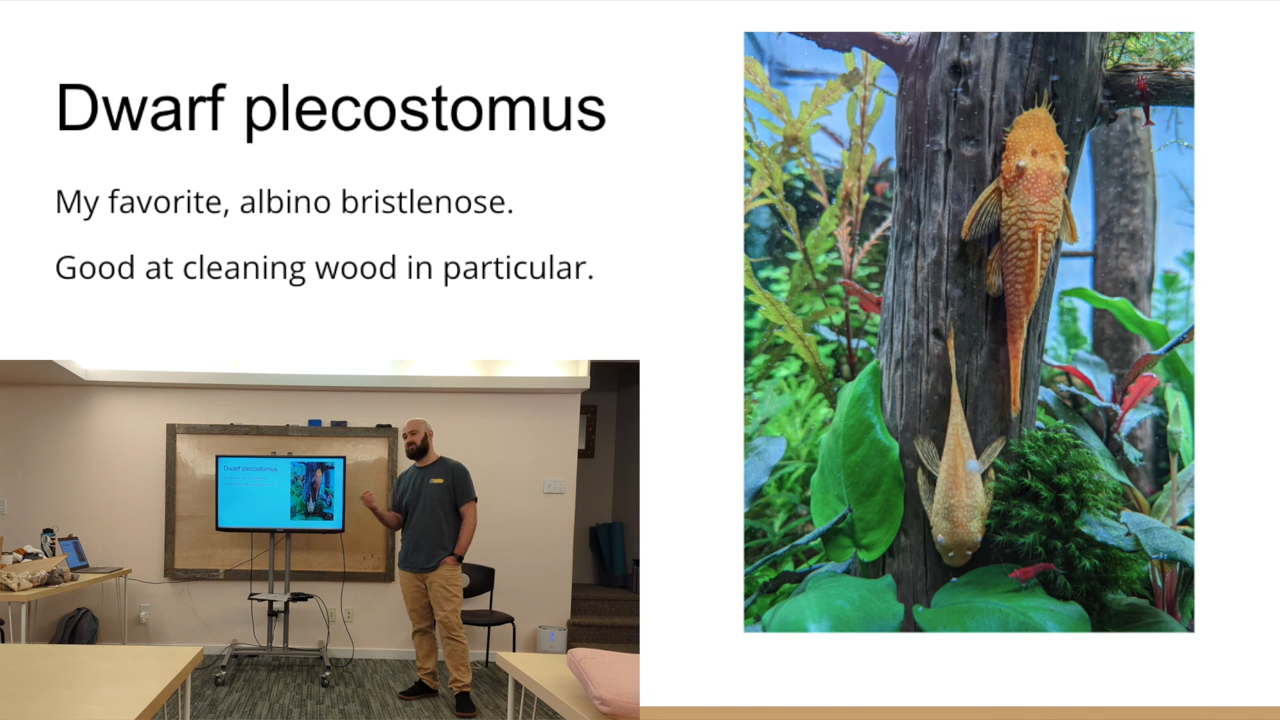 Dwarf plecostomus
My favorite, albino bristlenose.
Good at cleaning wood in particular.
Dwarf plecostomus